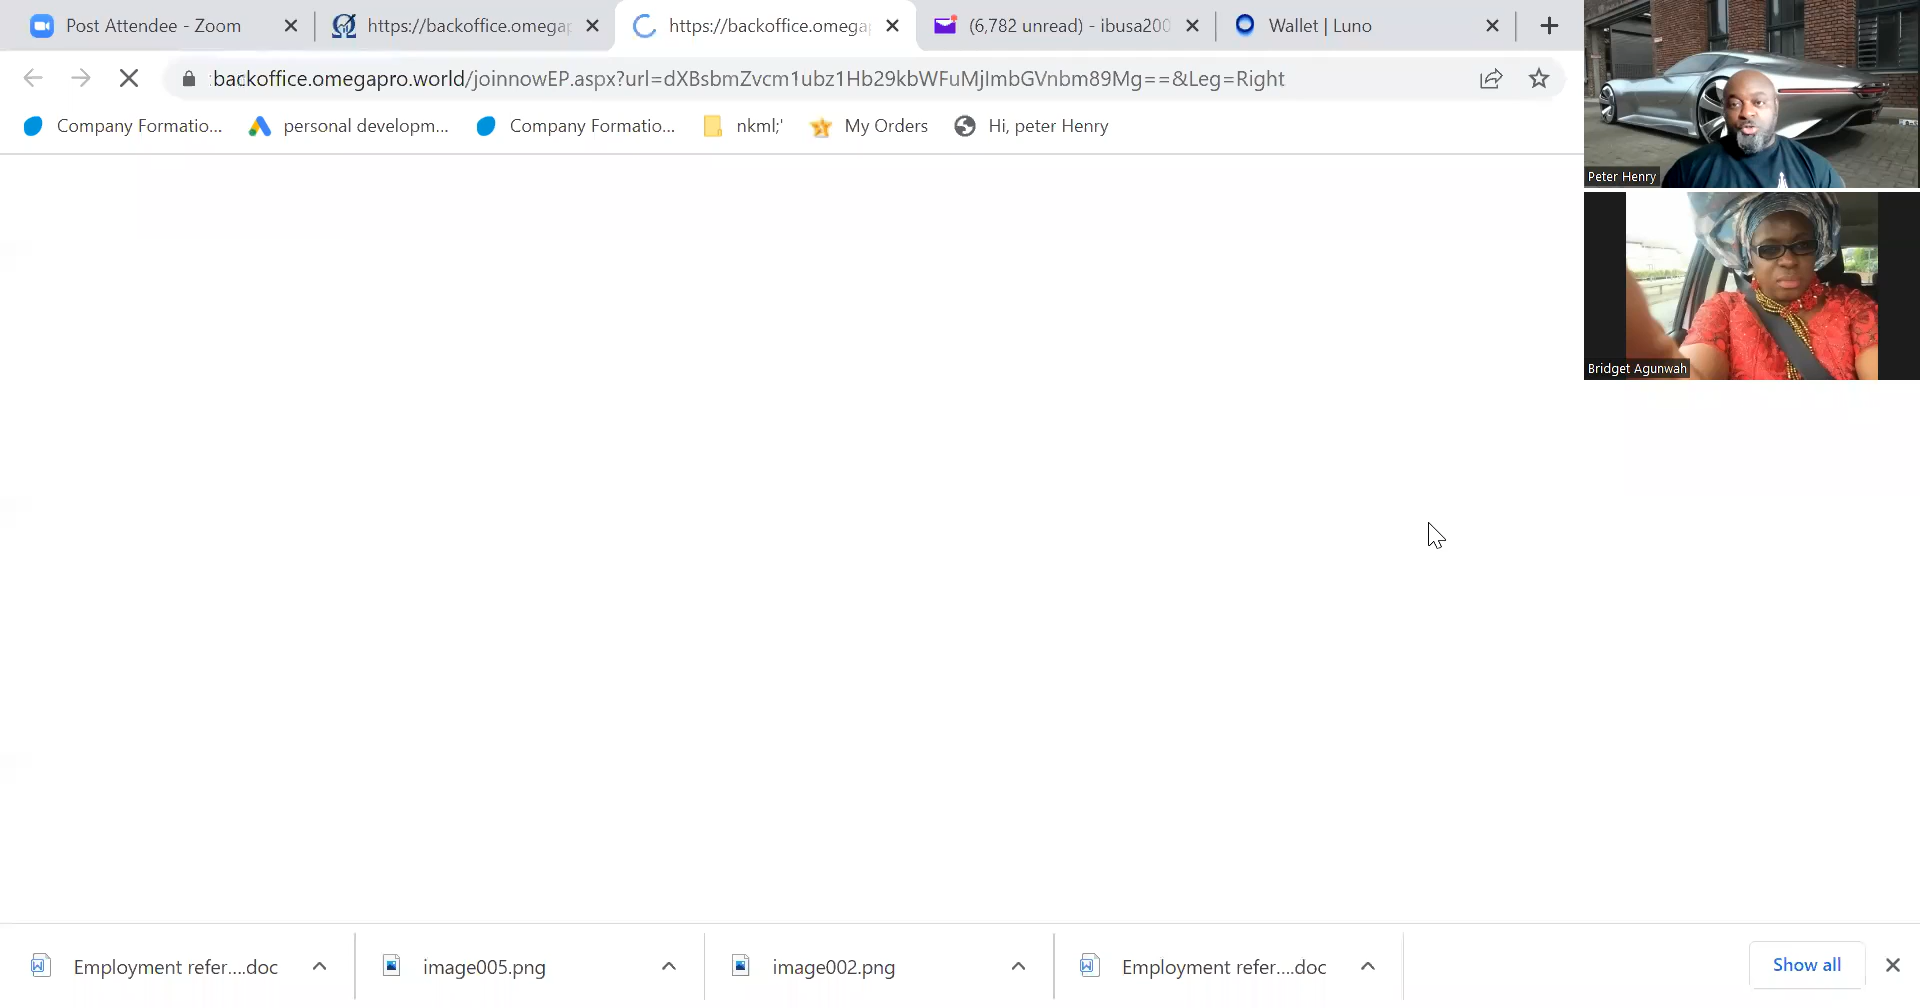 Post Attendee - Zoom
https://backoffice.omegap
https://backoffice.omega
(6,782 unread) - ibusa200
Wallet | Luno
backoffice.omegapro.world/joinnowEP.aspx?url=dXBsbmZvcm1ubz1Hb29kbWFuMjImbGVnbm89Mg==&Leg=Right
Company Formatio...
personal developm...
Company Formatio...
nkml;'
My Orders
Hi, peter Henry
Peter Henry
Bridget Agunwah
Employment refer....doc
image005.png
image002.png
Employment refer....doc
Show all